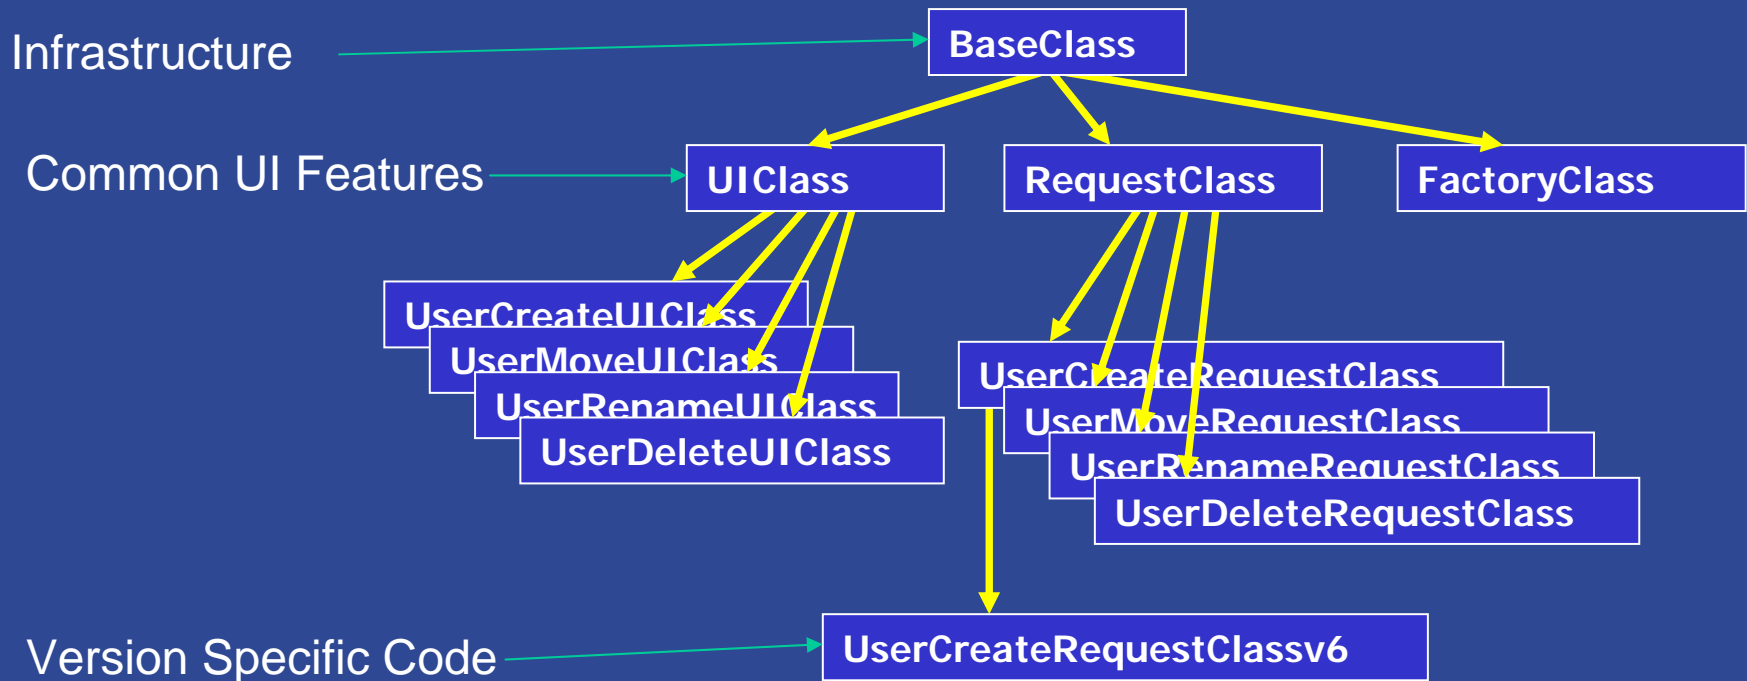 Infrastructure
BaseClass
Common UI Features
UIClass
RequestClass
FactoryClass
UserCreateUIClass
UserMoveUIClass
UserRenameUIClass
UserDeleteUIClass
UserCreateRequestClass
UserMoveRequestClass
UserRenameRequestClass
UserDeleteRequestClass
Version Specific Code
UserCreateRequestClassv6